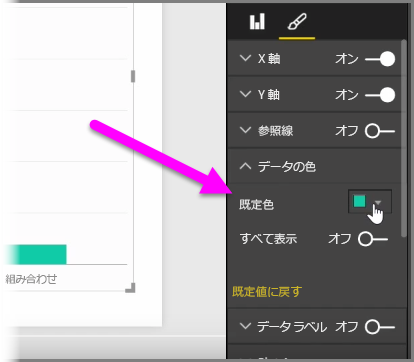 X 軸 オン
Y 軸 オン
参照線 オフ
データの色
既定色
すべて表示 オフ
組み合わせ
既定値に戻す
データ ラベル オフ